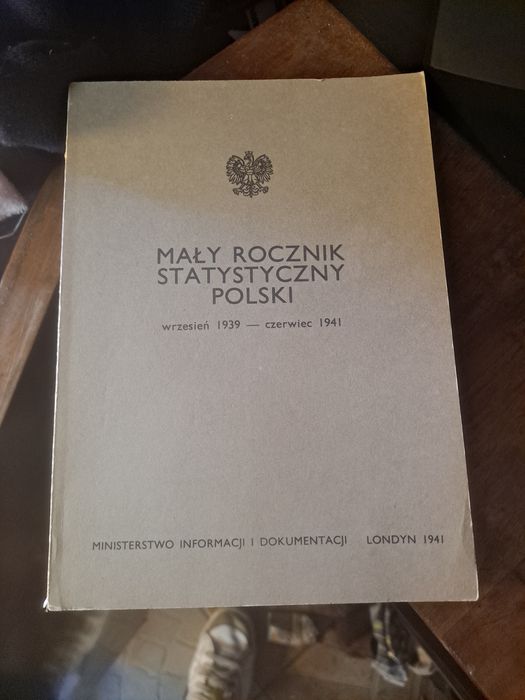 MAŁY ROCZNIK
STATYSTYCZNY
POLSKI
wrzesień 1939 — czerwiec 1941
MINISTERSTWO INFORMACJI I DOKUMENTACJI LONDYN 1941